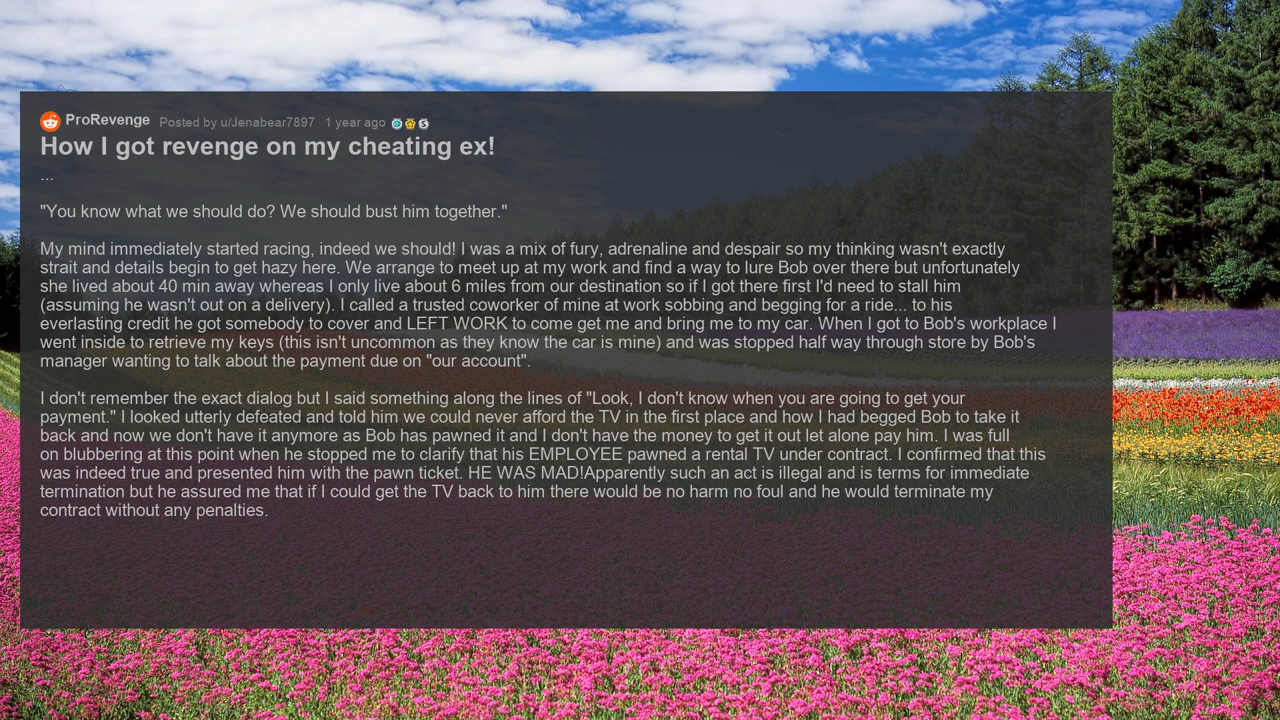 ProRevenge Posted by u/Jenabear7897 1 year ago
How I got revenge on my cheating ex!
...
"You know what we should do? We should bust him together."
My mind immediately started racing, indeed we should! I was a mix of fury, adrenaline and despair so my thinking wasn't exactly
strait and details begin to get hazy here. We arrange to meet up at my work and find a way to lure Bob over there but unfortunately
she lived about 40 min away whereas I only live about 6 miles from our destination so if I got there first I'd need to stall him
(assuming he wasn't out on a delivery). I called a trusted coworker of mine at work sobbing and begging for a ride... to his
everlasting credit he got somebody to cover and LEFT WORK to come get me and bring me to my car. When I got to Bob's workplace I
went inside to retrieve my keys (this isn't uncommon as they know the car is mine) and was stopped half way through store by Bob's
manager wanting to talk about the payment due on "our account".
I don't remember the exact dialog but I said something along the lines of "Look, I don't know when you are going to get your
payment." I looked utterly defeated and told him we could never afford the TV in the first place and how I had begged Bob to take it
back and now we don't have it anymore as Bob has pawned it and I don't have the money to get it out let alone pay him. I was full
on blubbering at this point when he stopped me to clarify that his EMPLOYEE pawned a rental TV under contract. I confirmed that this
was indeed true and presented him with the pawn ticket. HE WAS MAD!Apparently such an act is illegal and is terms for immediate
termination but he assured me that if I could get the TV back to him there would be no harm no foul and he would terminate my
contract without any penalties.